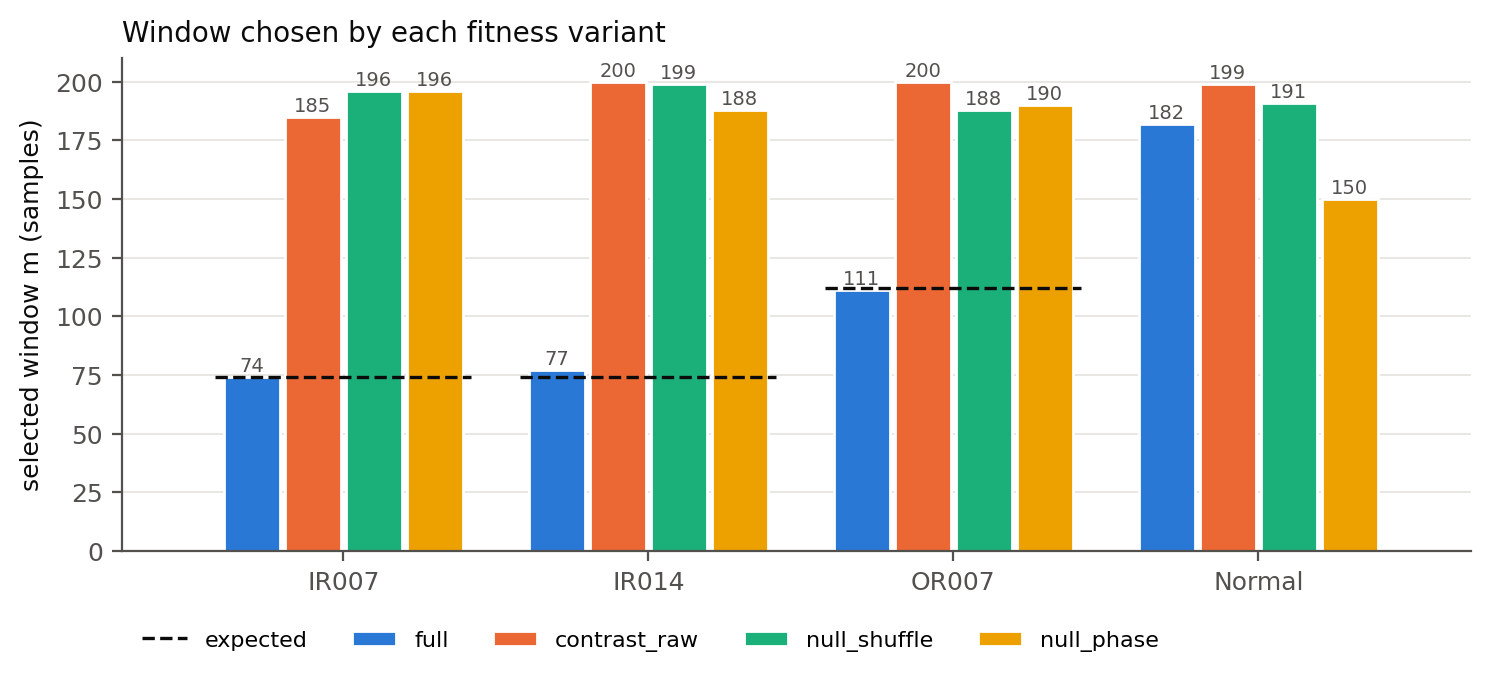 Window chosen by each fitness variant
selected window m (samples)
200
175
150
125
100
75
50
25
0
74
185
196
196
77
200
199
188
111
200
188
190
182
199
191
150
IR007
IR014
OR007
Normal
expected
full
contrast_raw
null_shuffle
null_phase